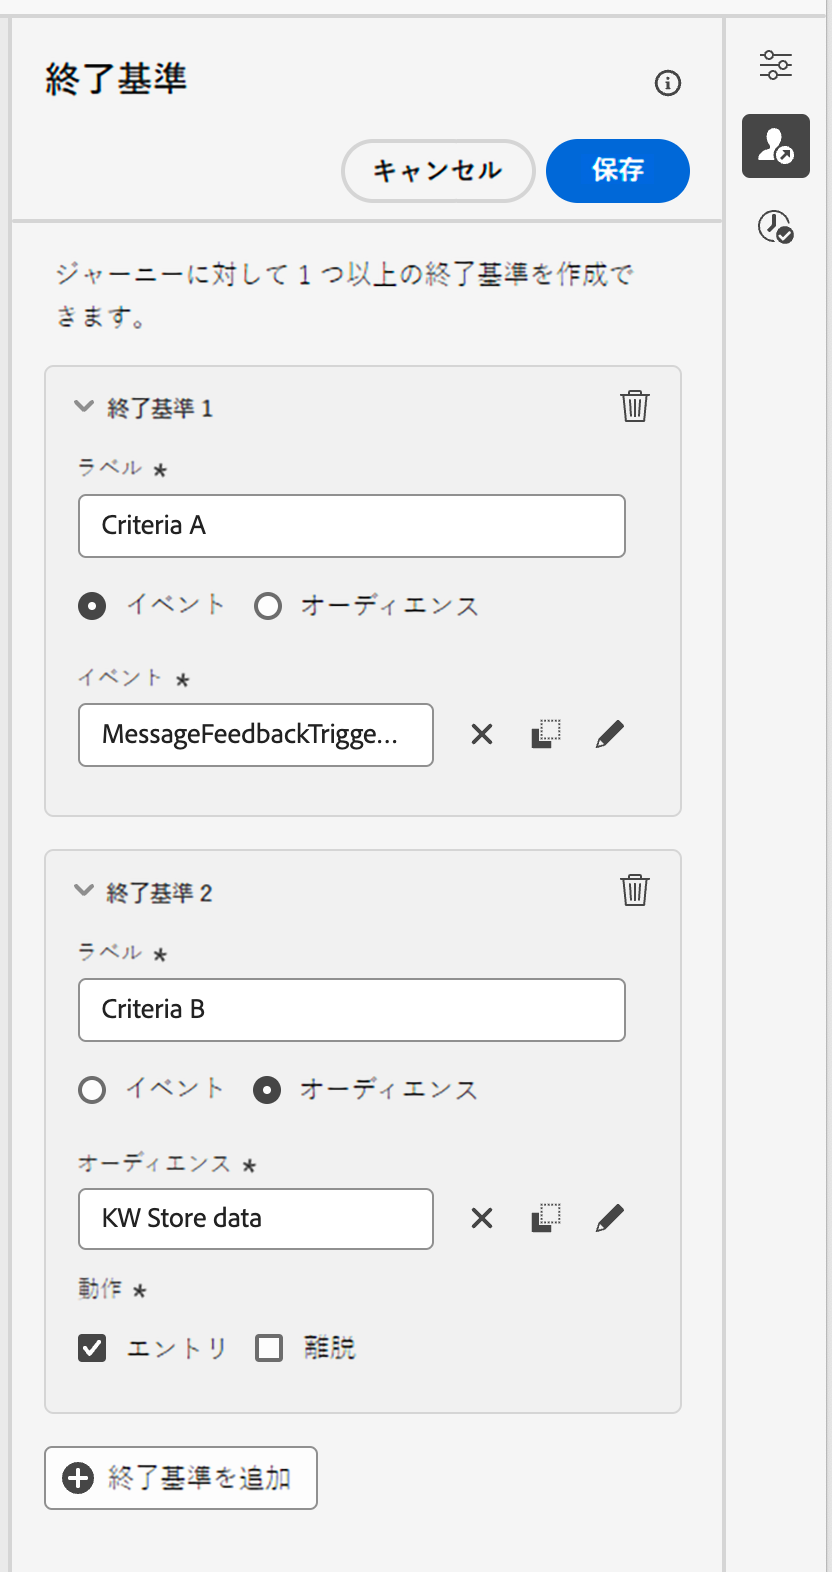 終了基準
キャンセル 保存
ジャーニーに対して 1 つ以上の終了基準を作成で
きます。
終了基準 1
ラベル *
Criteria A
イベント オーディエンス
イベント *
MessageFeedbackTrigge...
終了基準 2
ラベル *
Criteria B
イベント オーディエンス
オーディエンス *
KW Store data
動作 *
エントリ 離脱
終了基準を追加